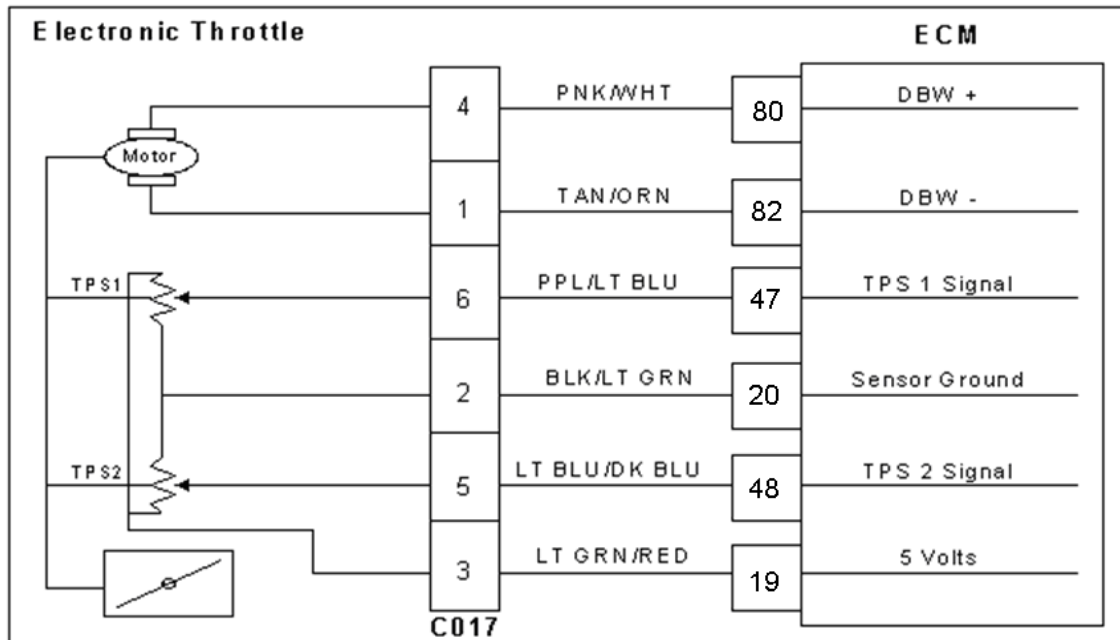 Electronic Throttle
ECM
4
PNK/WHT
80
DBW +
Motor
1
TAN/ORN
82
DBW -
TPS1
6
PPL/LT BLU
47
TPS 1 Signal
2
BLK/LT GRN
20
Sensor Ground
TPS2
5
LT BLU/DK BLU
48
TPS 2 Signal
3
LT GRN/RED
19
5 Volts
C017